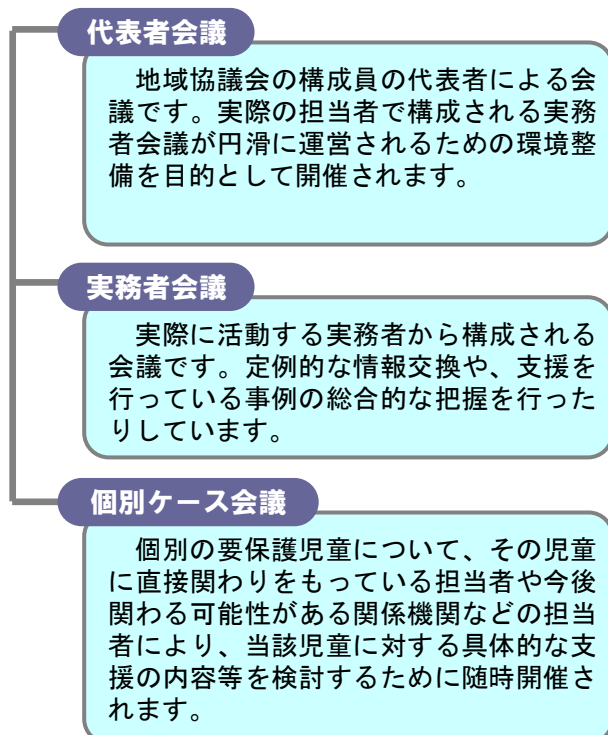 代表者会議
　地域協議会の構成員の代表者による会
議です。実際の担当者で構成される実務
者会議が円滑に運営されるための環境整
備を目的として開催されます。
実務者会議
　実際に活動する実務者から構成される
会議です。定例的な情報交換や、支援を
行っている事例の総合的な把握を行った
りしています。
個別ケース会議
　個別の要保護児童について、その児童
に直接関わりをもっている担当者や今後
関わる可能性がある関係機関などの担当
者により、当該児童に対する具体的な支
援の内容等を検討するために随時開催さ
れます。